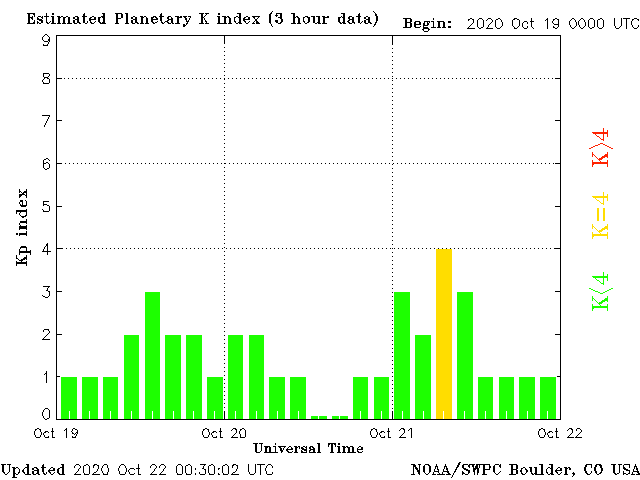 Estimated Planetary K index (3 hour data)
Begin: 2020 Oct 19 0000 UTC
9
8
7
6
5
4
3
2
1
0
Kp index
Oct 19
Oct 20
Oct 21
Oct 22
Universal Time
K>4
K=4
K<4
Updated 2020 Oct 22 00:30:02 UTC
NOAA/SWPC Boulder, CO USA